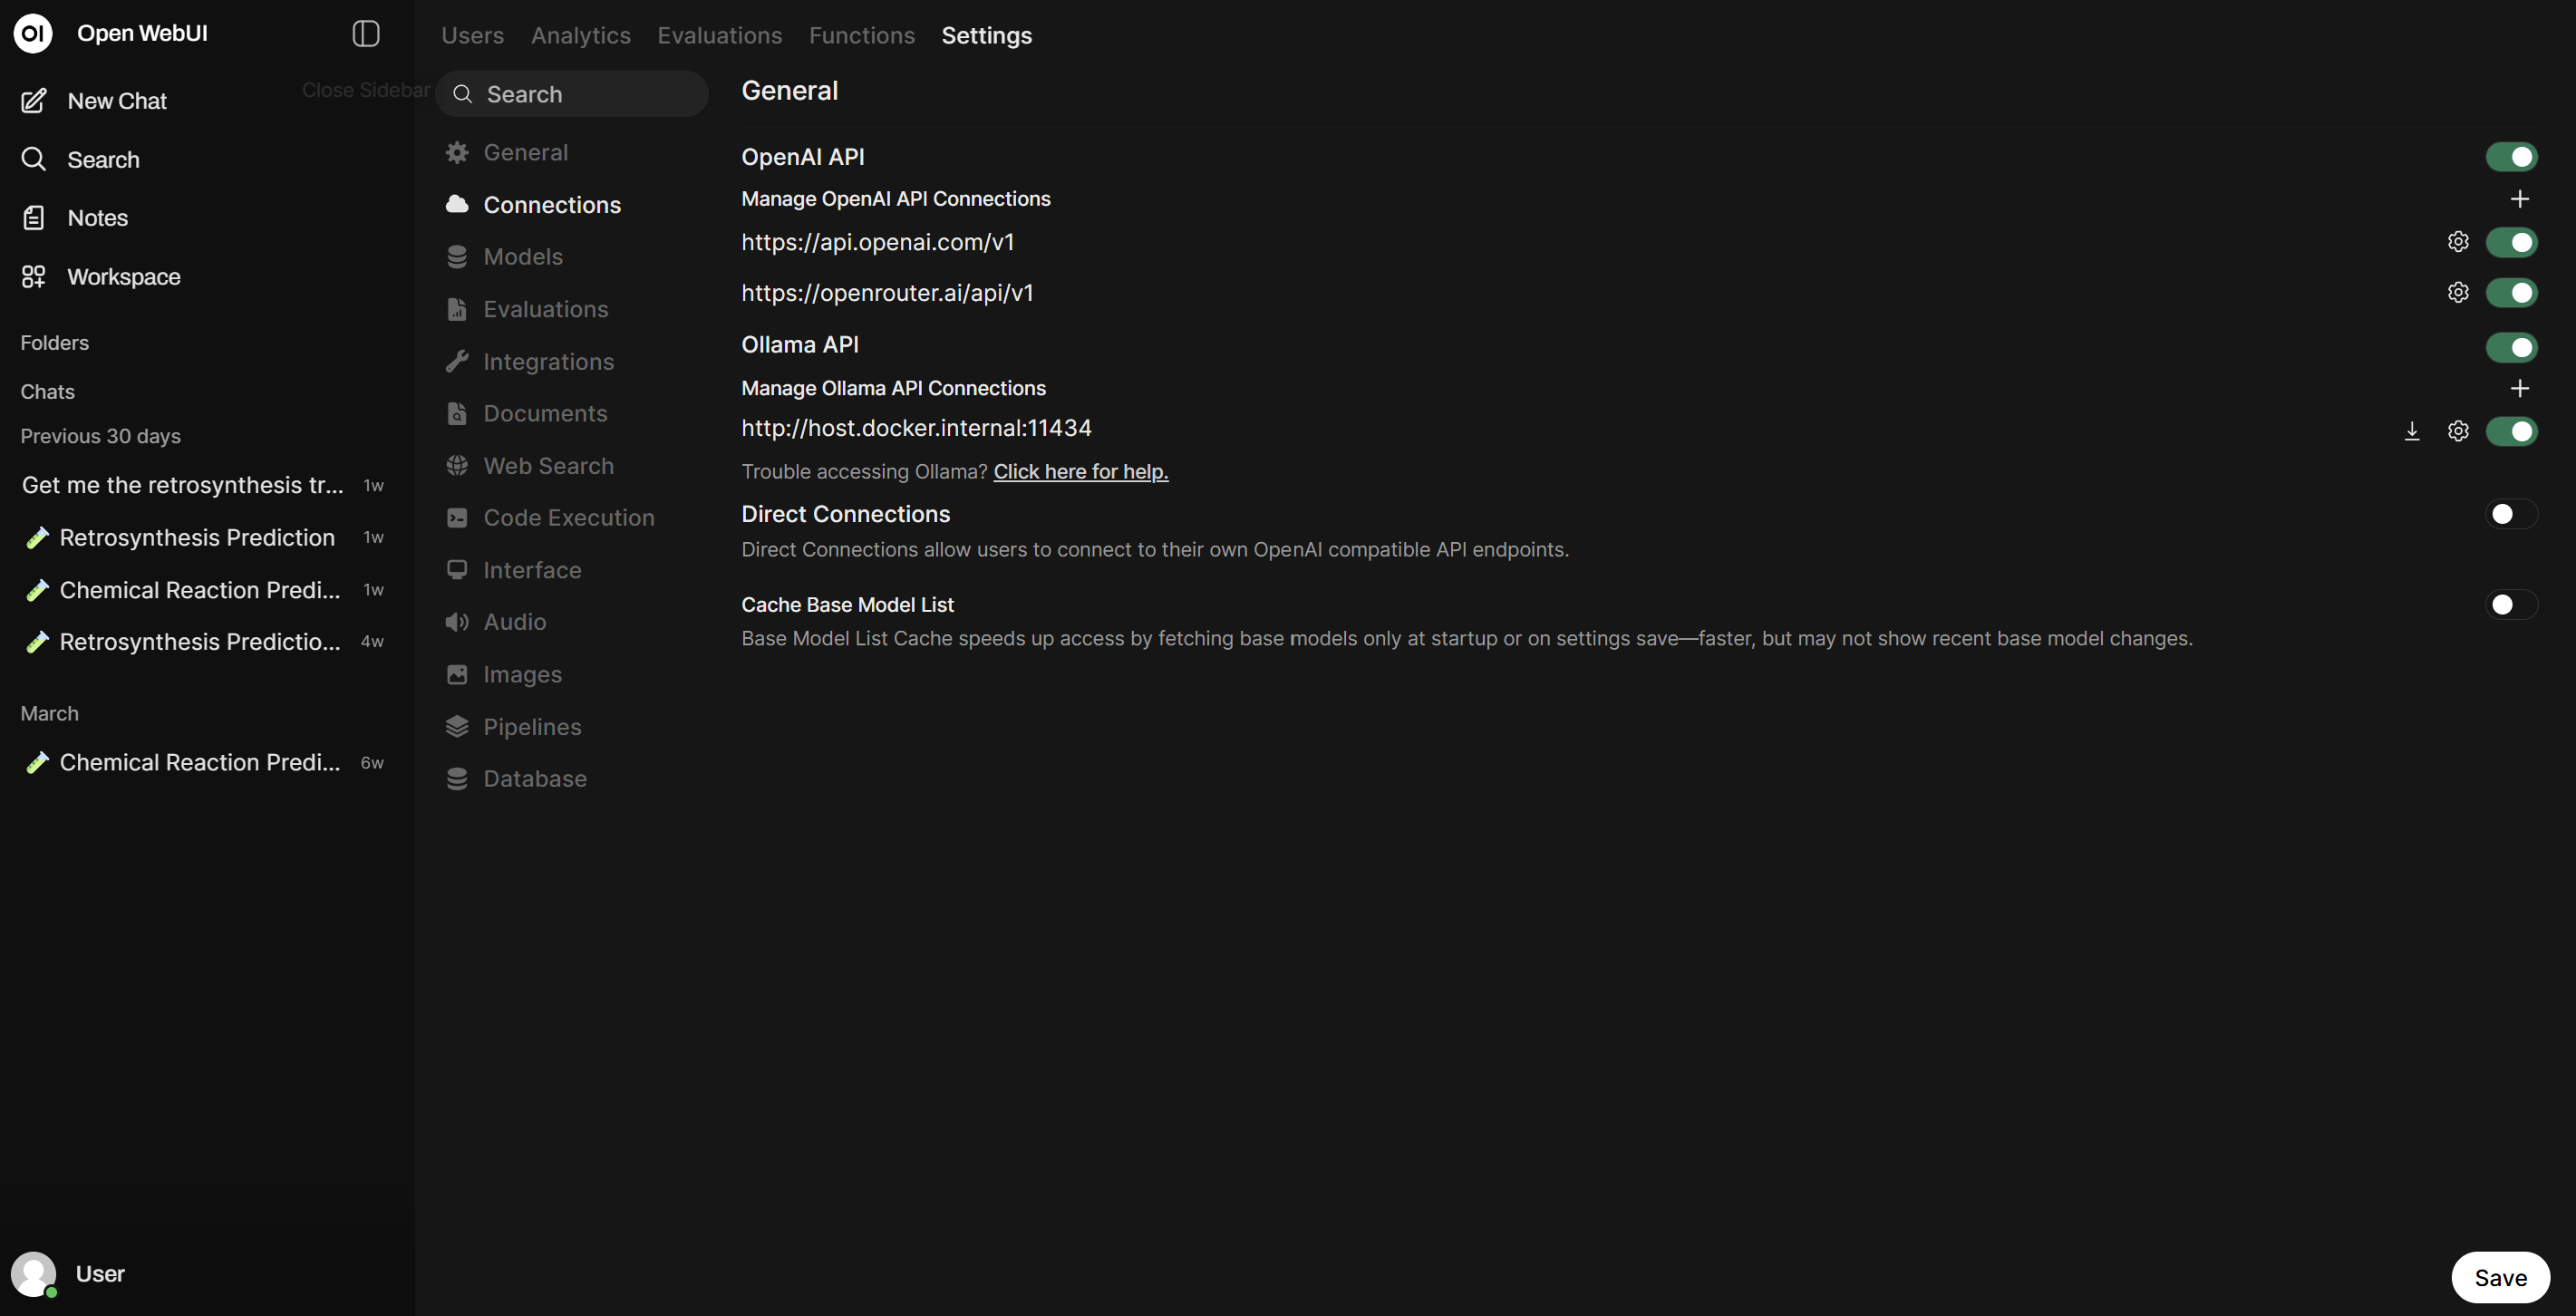 OI Open WebUI
New Chat
Close Sidebar
Search
Notes
Workspace
Folders
Chats
Previous 30 days
Get me the retrosynthesis tr... 1w
Retrosynthesis Prediction 1w
Chemical Reaction Predi... 1w
Retrosynthesis Predictio... 4w
March
Chemical Reaction Predi... 6w
User
Users Analytics Evaluations Functions Settings
Search
General
Connections
Models
Evaluations
Integrations
Documents
Web Search
Code Execution
Interface
Audio
Images
Pipelines
Database
General
OpenAI API
Manage OpenAI API Connections
https://api.openai.com/v1
https://openrouter.ai/api/v1
Ollama API
Manage Ollama API Connections
http://host.docker.internal:11434
Trouble accessing Ollama? Click here for help.
Direct Connections
Direct Connections allow users to connect to their own OpenAI compatible API endpoints.
Cache Base Model List
Base Model List Cache speeds up access by fetching base models only at startup or on settings save—faster, but may not show recent base model changes.
Save